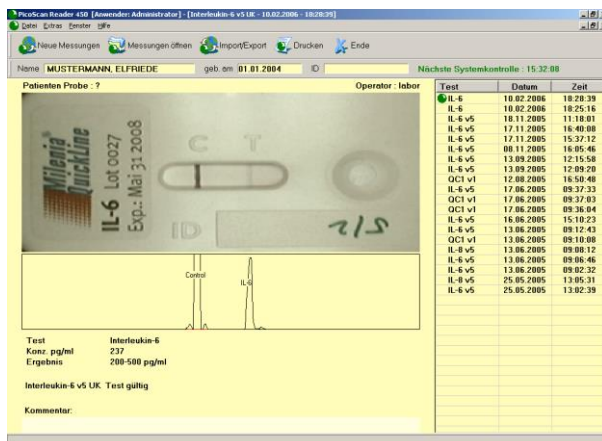 PicoScan Reader 450 [Anwender: Administrator] - [Interleukin-6 v5 UK - 10.02.2006 - 18:28:39]
Datei Extras Fenster Hilfe
Neue Messungen Messungen öffnen Import/Export Drucken Ende
Name MUSTERMANN, ELFRIEDE geb. am 01.01.2004 ID Nächste Systemkontrolle : 15:32:08
Patienten Probe : ? Operator : labor
Milenia
QuickLine
IL-6 Lot 0027
Exp.: Mai 31 2008
C T
ID
5/2
Control
IL-6
Test Interleukin-6
Konz. pg/ml 237
Ergebnis 200-500 pg/ml
Interleukin-6 v5 UK Test gültig
Kommentar:
Test Datum Zeit
IL-6 10.02.2006 18:28:39
IL-6 10.02.2006 18:25:16
IL-6 v5 18.11.2005 11:18:01
IL-6 v5 17.11.2005 16:40:08
IL-6 v5 17.11.2005 15:37:12
IL-6 v5 08.11.2005 16:05:46
IL-6 v5 13.09.2005 12:15:58
IL-6 v5 13.09.2005 12:09:20
QC1 v1 12.08.2005 16:50:48
IL-6 v5 17.06.2005 09:37:33
QC1 v1 17.06.2005 09:37:03
QC1 v1 17.06.2005 09:36:04
IL-6 v5 16.06.2005 15:10:23
IL-6 v5 13.06.2005 09:12:43
QC1 v1 13.06.2005 09:10:08
IL-8 v5 13.06.2005 09:08:12
IL-6 v5 13.06.2005 09:06:46
IL-6 v5 13.06.2005 09:02:32
IL-8 v5 25.05.2005 13:05:31
IL-6 v5 25.05.2005 13:02:39